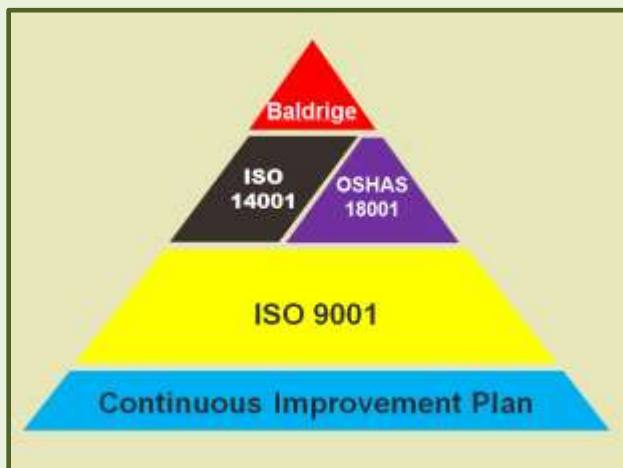 Baldrige
ISO
14001
OSHAS
18001
ISO 9001
Continuous Improvement Plan